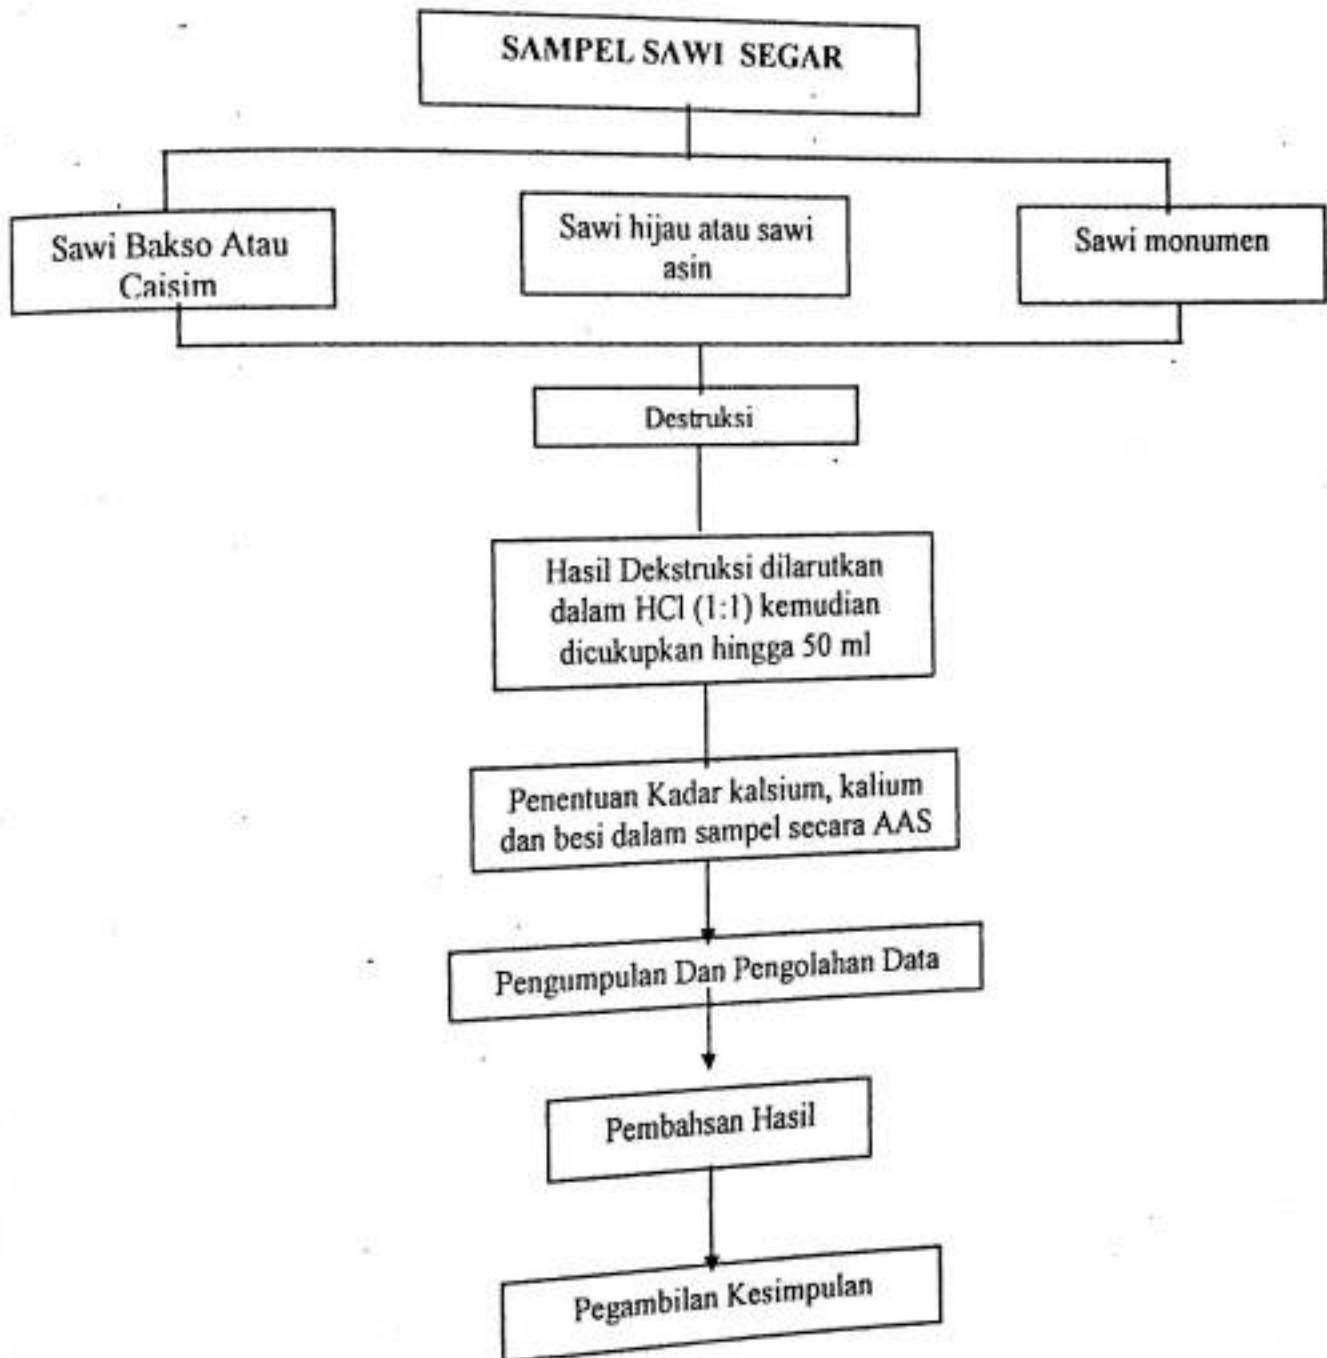 SAMPEL SAWI SEGAR
Sawi Bakso Atau
Caisim
Sawi hijau atau sawi
asin
Sawi monumen
Destruksi
Hasil Dekstruksi dilarutkan
dalam HCl (1:1) kemudian
dicukupkan hingga 50 ml
Penentuan Kadar kalsium, kalium
dan besi dalam sampel secara AAS
Pengumpulan Dan Pengolahan Data
Pembahsan Hasil
Pegambilan Kesimpulan